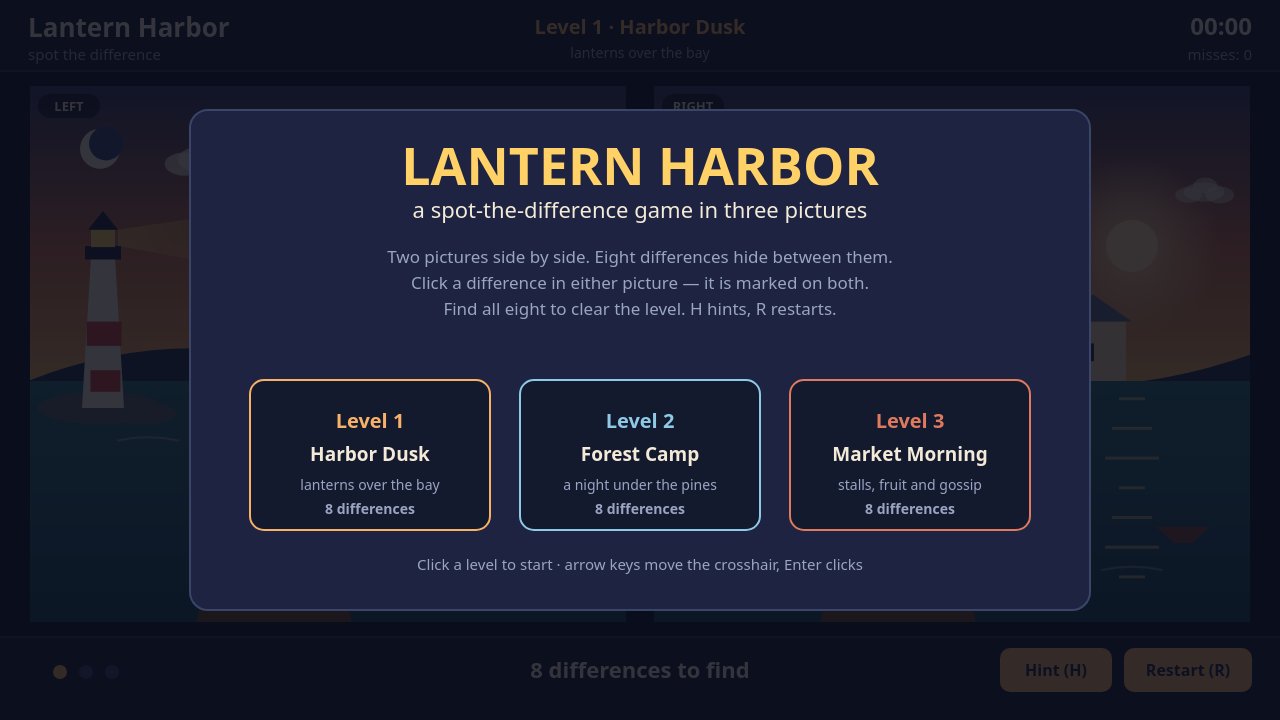 Lantern Harbor
spot the difference
Level 1 · Harbor Dusk
lanterns over the bay
00:00
misses: 0
LEFT
RIGHT
LANTERN HARBOR
a spot-the-difference game in three pictures
Two pictures side by side. Eight differences hide between them.
Click a difference in either picture — it is marked on both.
Find all eight to clear the level. H hints, R restarts.
Level 1
Harbor Dusk
lanterns over the bay
8 differences
Level 2
Forest Camp
a night under the pines
8 differences
Level 3
Market Morning
stalls, fruit and gossip
8 differences
Click a level to start · arrow keys move the crosshair, Enter clicks
8 differences to find
Hint (H)
Restart (R)